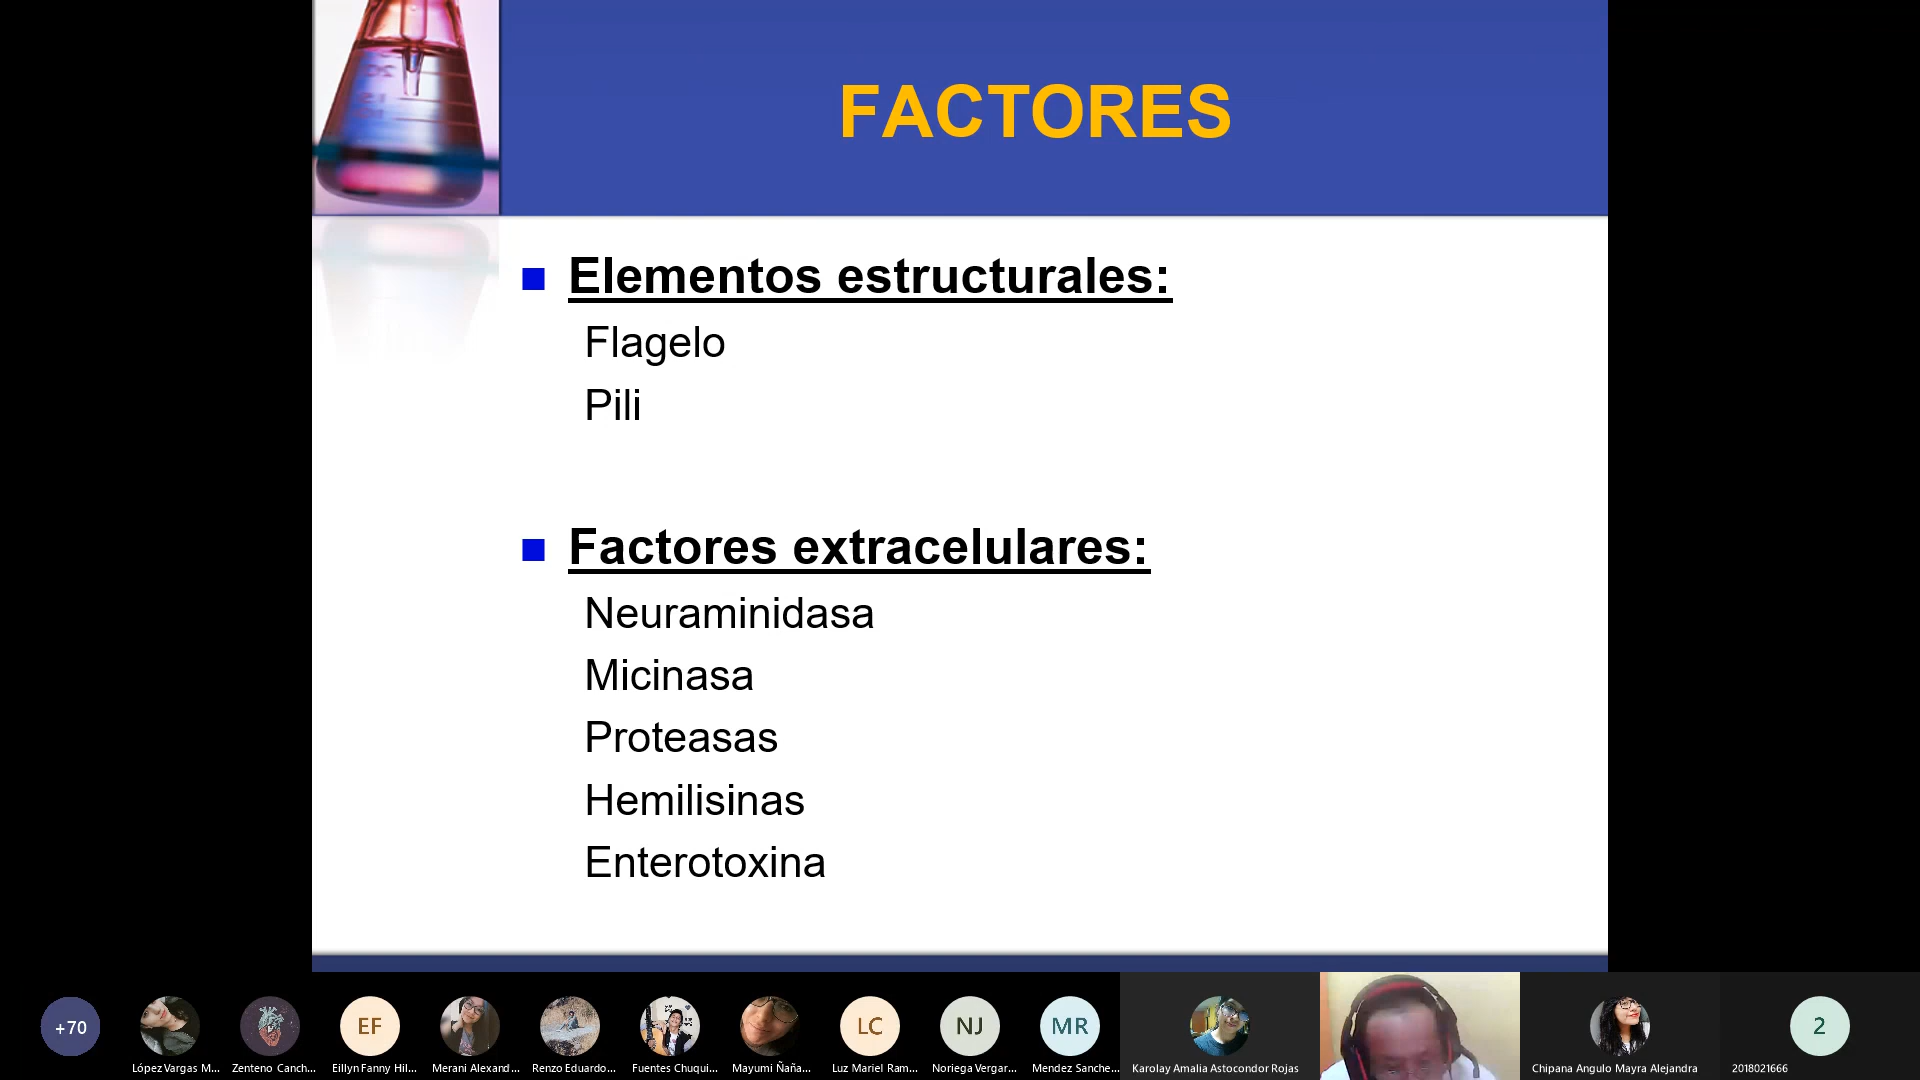 FACTORES
Elementos estructurales:
Flagelo
Pili
Factores extracelulares:
Neuraminidasa
Micinasa
Proteasas
Hemilisinas
Enterotoxina
+70
EF
LC
NJ
MR
2
López Vargas M...
Zenteno Canch...
Eillyn Fanny Hil...
Merani Alexand...
Renzo Eduardo...
Fuentes Chuqui...
Mayumi Ñaña...
Luz Mariel Ram...
Noriega Vergar...
Mendez Sanche...
Karolay Amalia Astocondor Rojas
Chipana Angulo Mayra Alejandra
2018021666